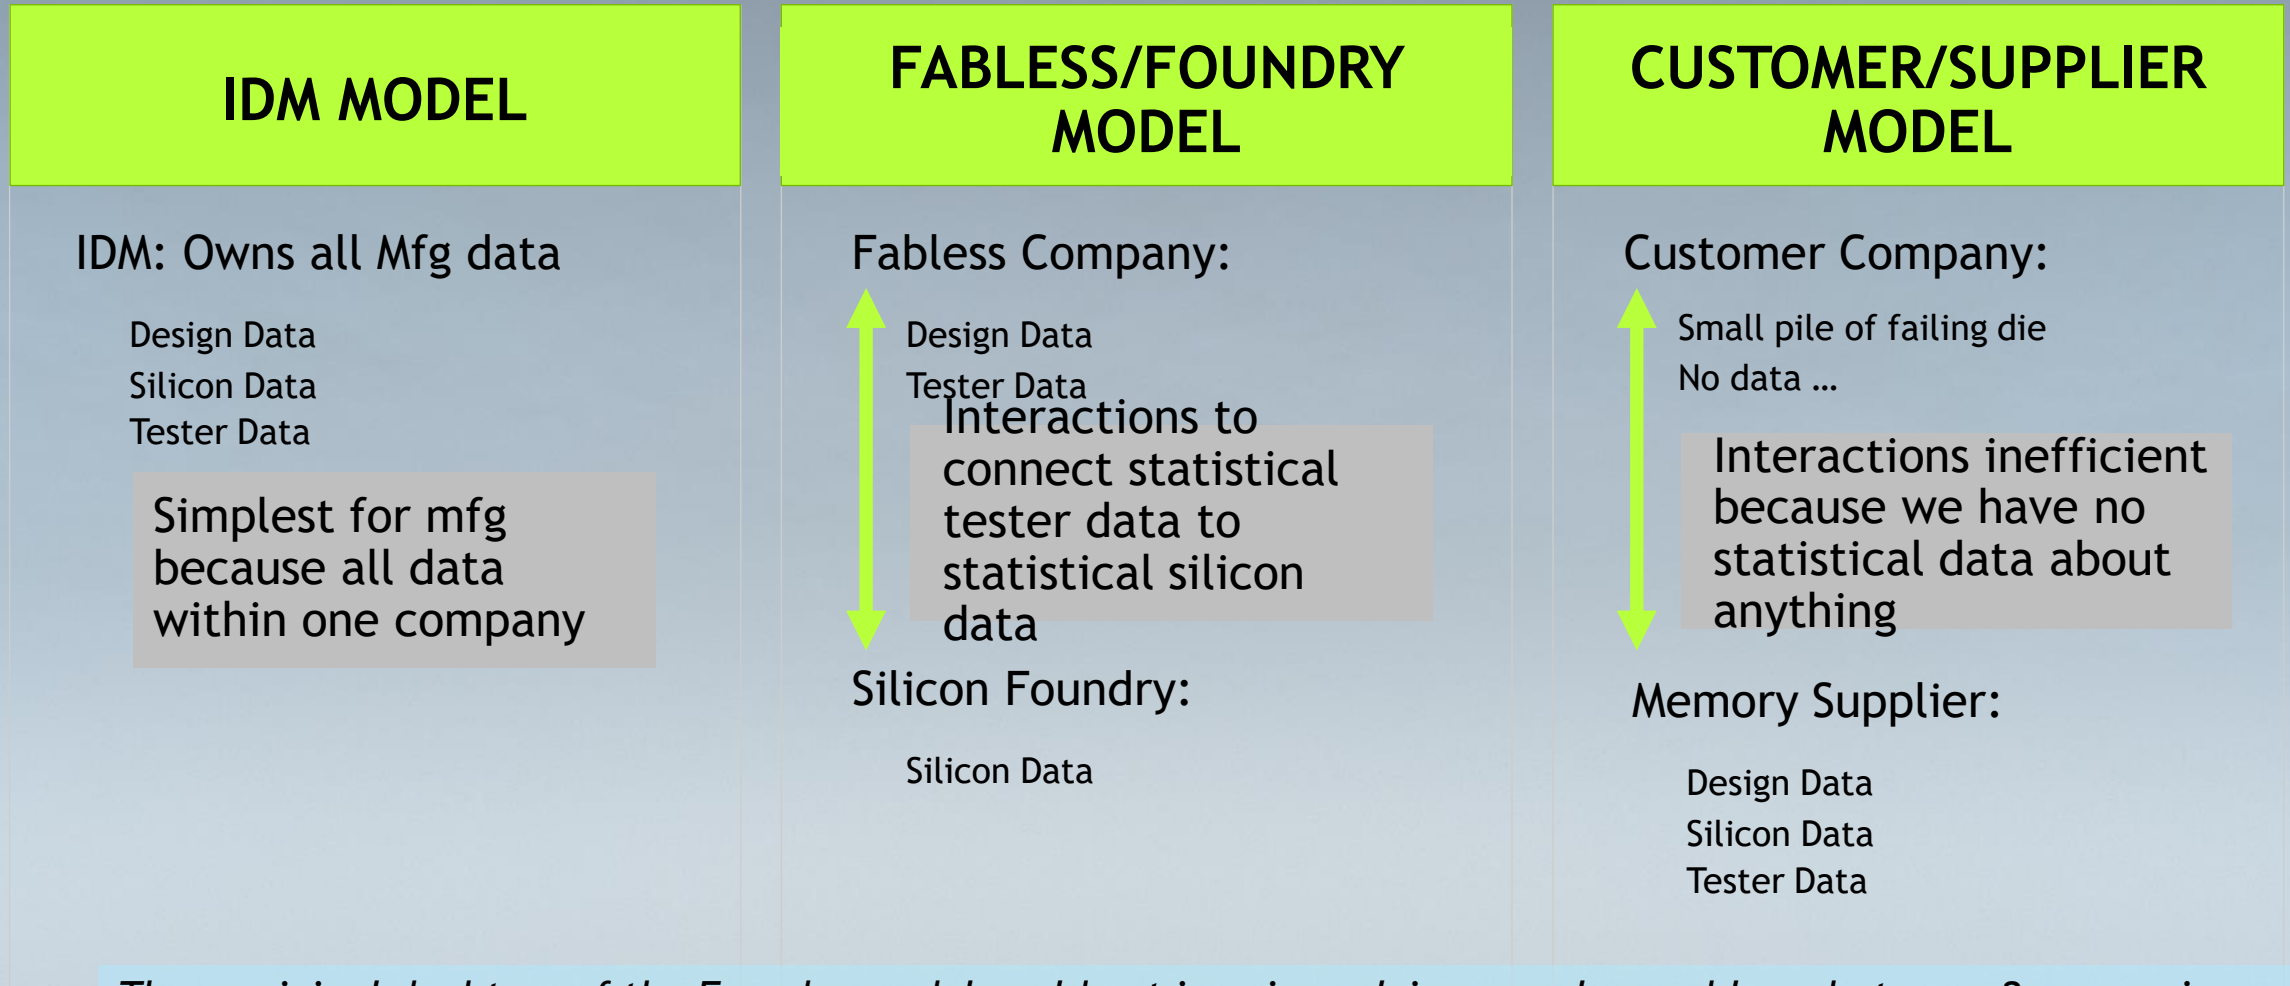 IDM MODEL
IDM: Owns all Mfg data
Design Data
Silicon Data
Tester Data
Simplest for mfg
because all data
within one company
FABLESS/FOUNDRY
MODEL
Fabless Company:
Design Data
Tester Data
Interactions to
connect statistical
tester data to
statistical silicon
data
Silicon Foundry:
Silicon Data
CUSTOMER/SUPPLIER
MODEL
Customer Company:
Small pile of failing die
No data …
Interactions inefficient
because we have no
statistical data about
anything
Memory Supplier:
Design Data
Silicon Data
Tester Data